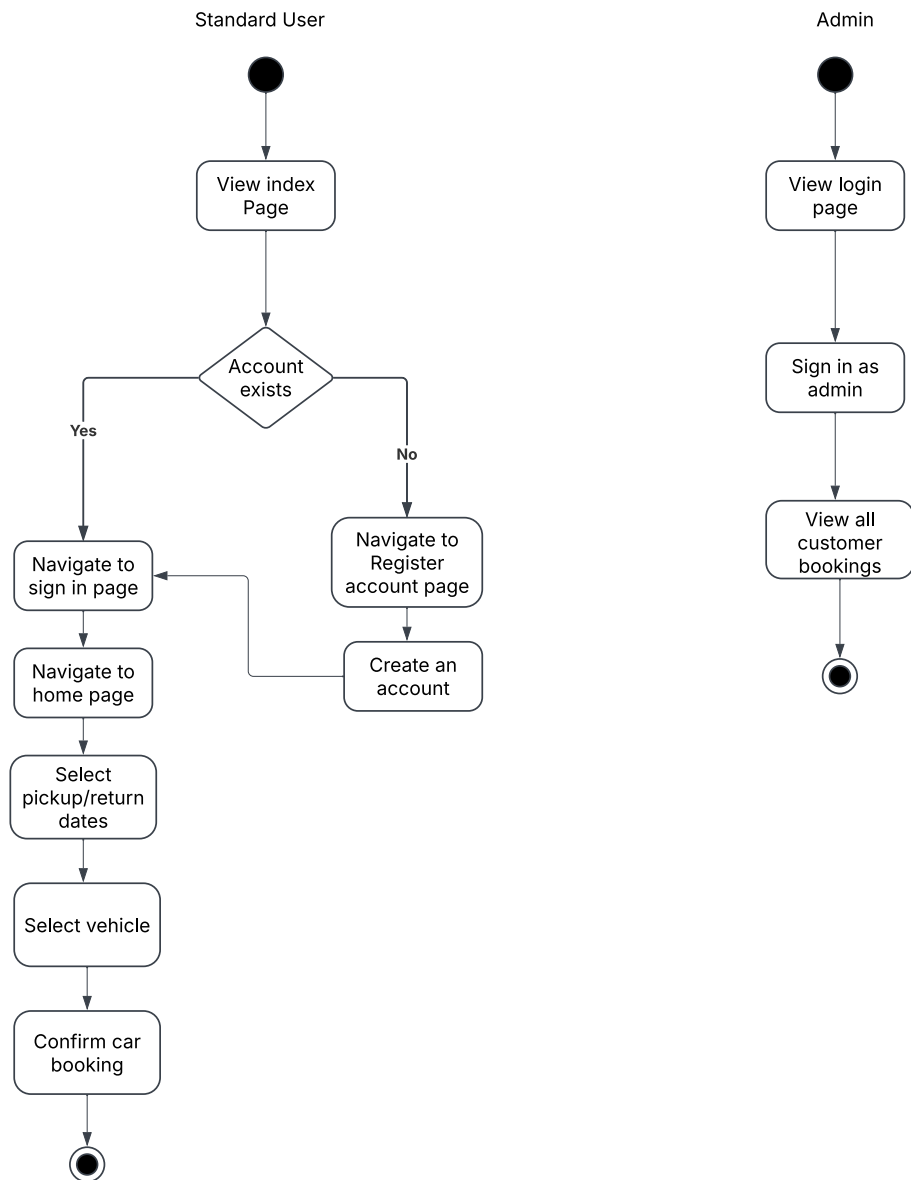 Standard User
Admin
View index
Page
View login
page
Account
exists
Sign in as
admin
Yes
No
Navigate to
sign in page
Navigate to
Register
account page
View all
customer
bookings
Navigate to
home page
Create an
account
Select
pickup/return
dates
Select vehicle
Confirm car
booking